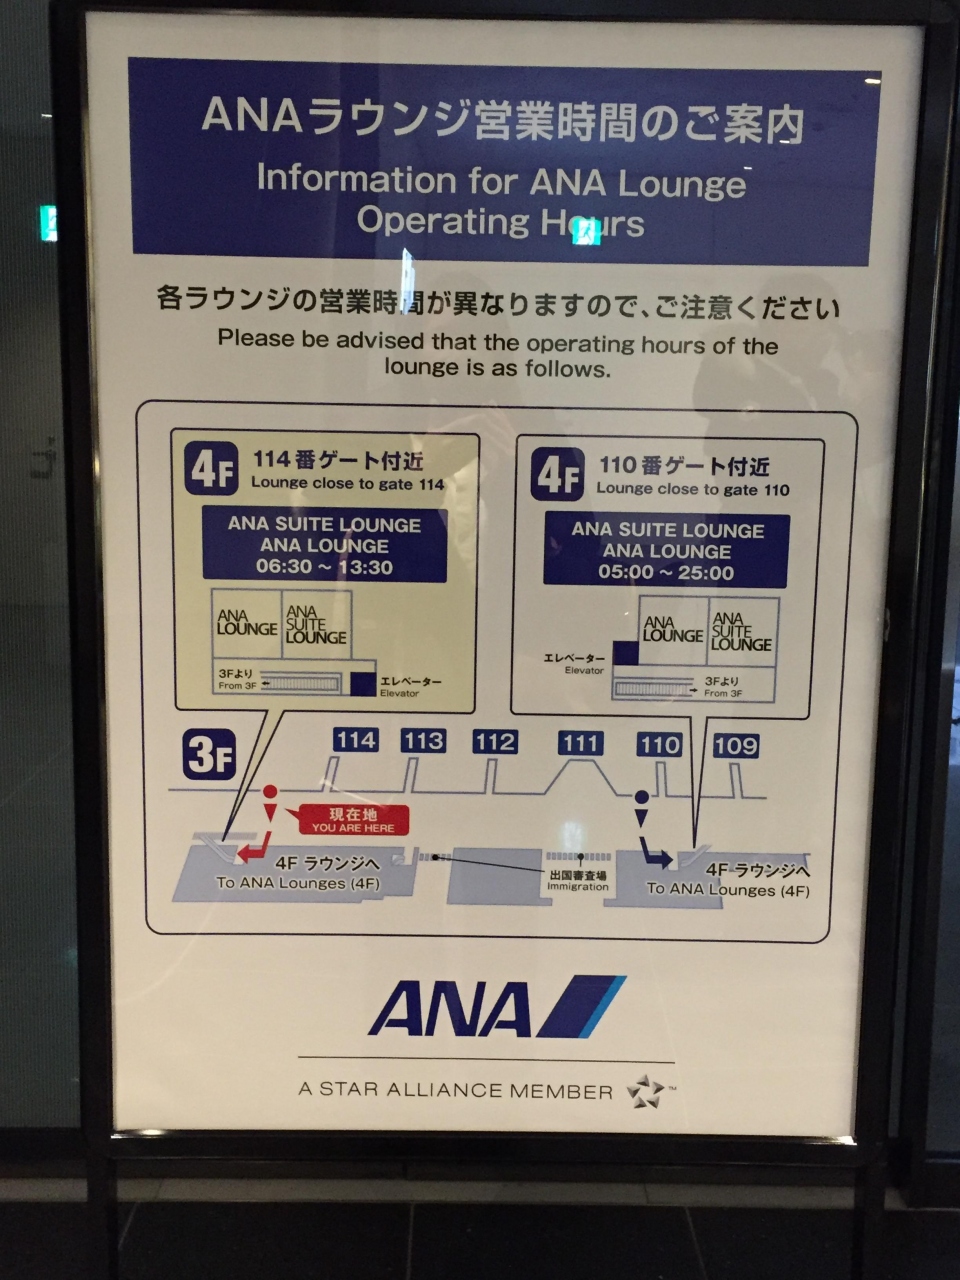 ANAラウンジ営業時間のご案内
Information for ANA Lounge
Operating Hours
各ラウンジの営業時間が異なりますので、ご注意ください
Please be advised that the operating hours of the
lounge is as follows.
4F 114番ゲート付近
Lounge close to gate 114
ANA SUITE LOUNGE
ANA LOUNGE
06:30 ~ 13:30
ANA
LOUNGE
ANA
SUITE
LOUNGE
3Fより
From 3F
エレベーター
Elevator
4F 110番ゲート付近
Lounge close to gate 110
ANA SUITE LOUNGE
ANA LOUNGE
05:00 ~ 25:00
ANA
LOUNGE
ANA
SUITE
LOUNGE
エレベーター
Elevator
3Fより
From 3F
3F
114 113 112 111 110 109
現在地
YOU ARE HERE
4F ラウンジへ
To ANA Lounges (4F)
出国審査場
Immigration
4F ラウンジへ
To ANA Lounges (4F)
ANA
A STAR ALLIANCE MEMBER ™